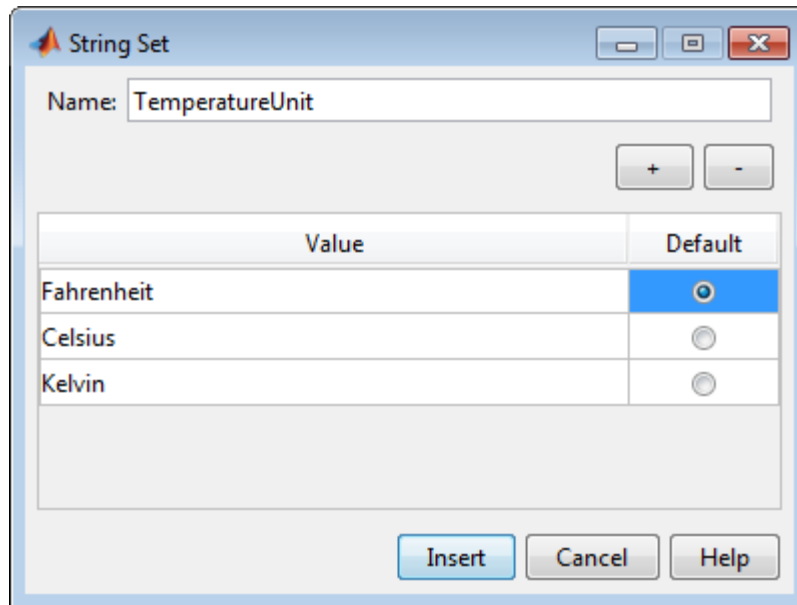 String Set
Name: TemperatureUnit
+ -
Value Default
Fahrenheit
Celsius
Kelvin
Insert Cancel Help